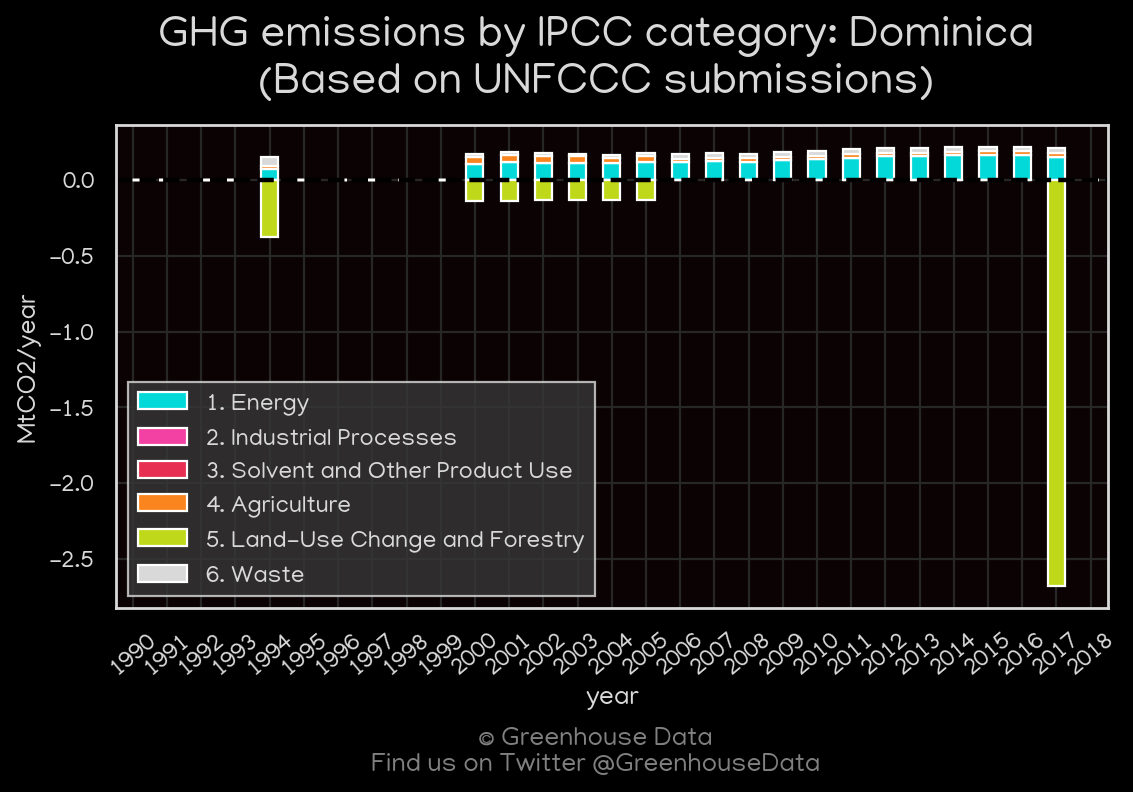 GHG emissions by IPCC category: Dominica
(Based on UNFCCC submissions)
MtCO2/year
0.0
−0.5
−1.0
−1.5
−2.0
−2.5
1. Energy
2. Industrial Processes
3. Solvent and Other Product Use
4. Agriculture
5. Land-Use Change and Forestry
6. Waste
1990 1991 1992 1993 1994 1995 1996 1997 1998 1999 2000 2001 2002 2003 2004 2005 2006 2007 2008 2009 2010 2011 2012 2013 2014 2015 2016 2017 2018
year
© Greenhouse Data
Find us on Twitter @GreenhouseData